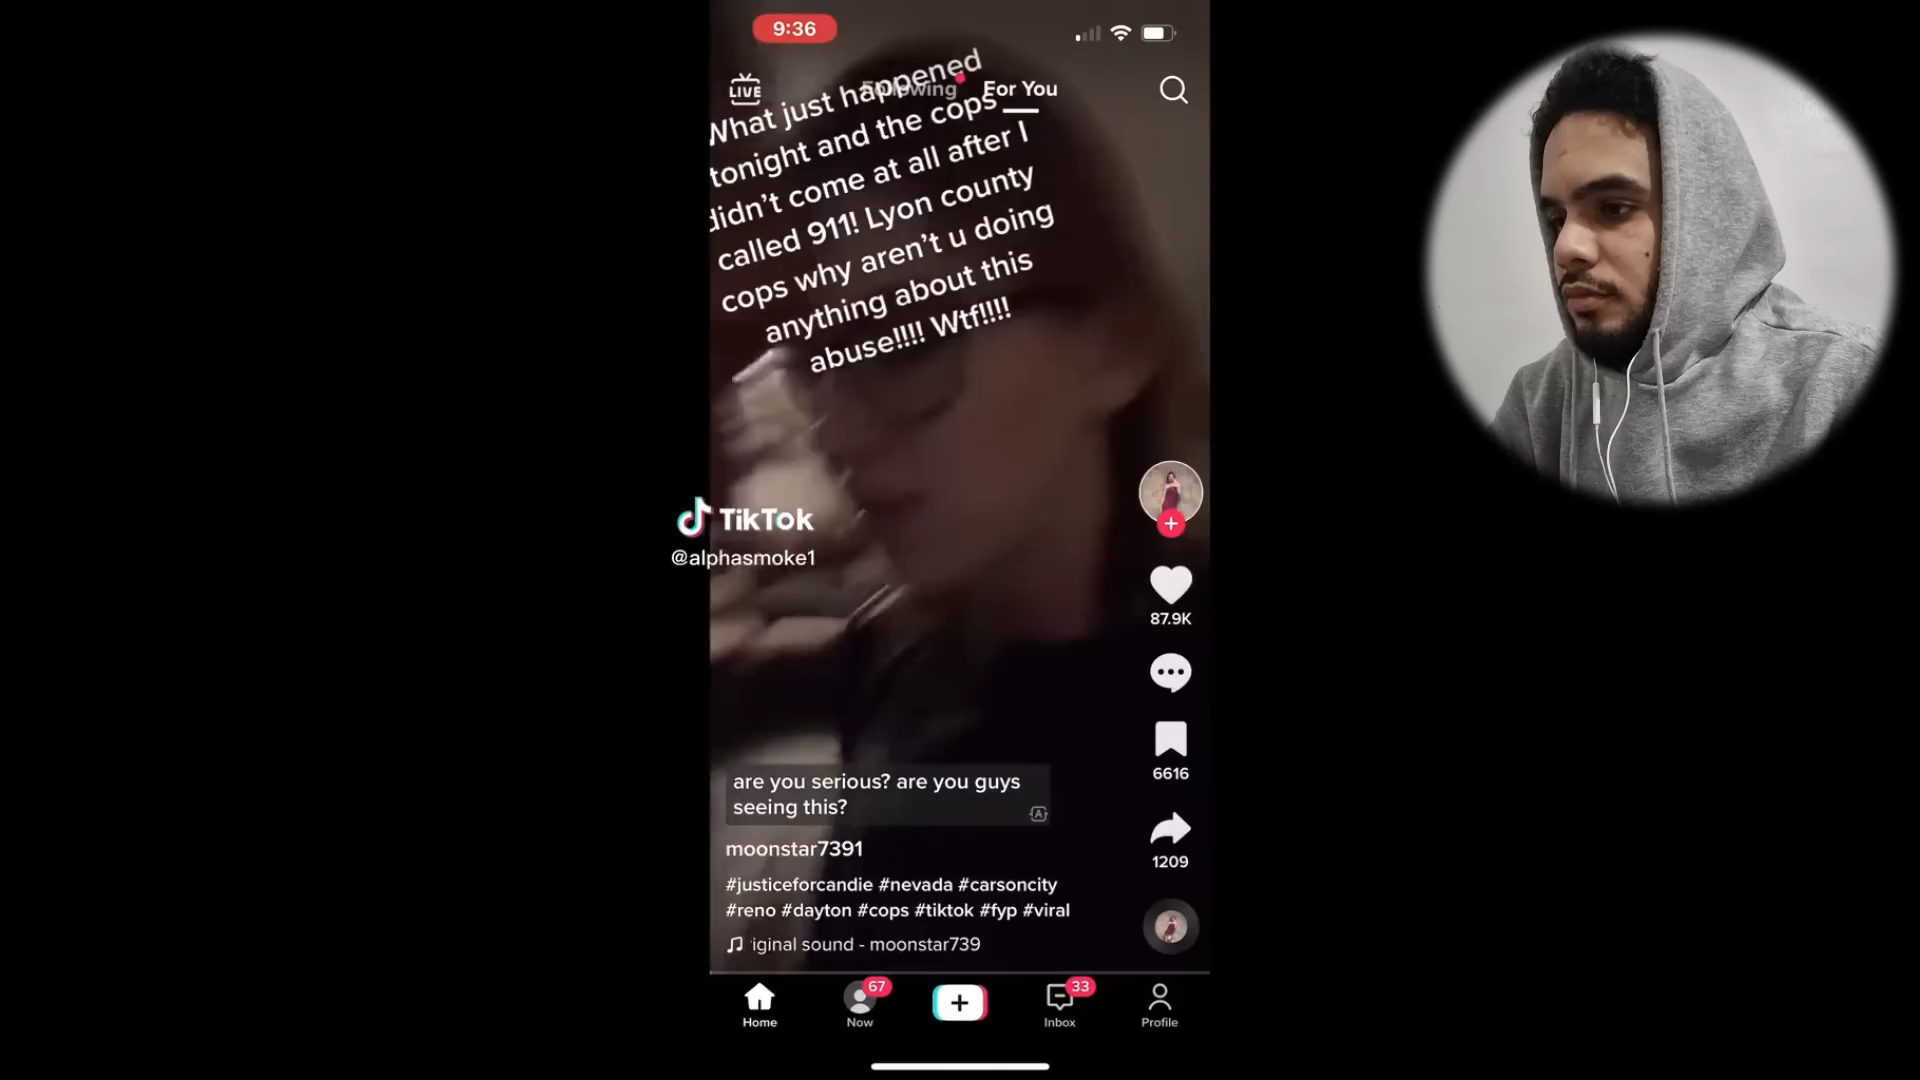 9:36
LIVE
Following
For You
What just happened
tonight and the cops
didn't come at all after I
called 911! Lyon county
cops why aren't u doing
anything about this
abuse!!!! Wtf!!!!
TikTok
@alphasmoke1
87.9K
6616
1209
are you serious? are you guys
seeing this?
moonstar7391
#justiceforcandie #nevada #carsoncity
#reno #dayton #cops #tiktok #fyp #viral
iginal sound - moonstar739
67
33
Home
Now
Inbox
Profile